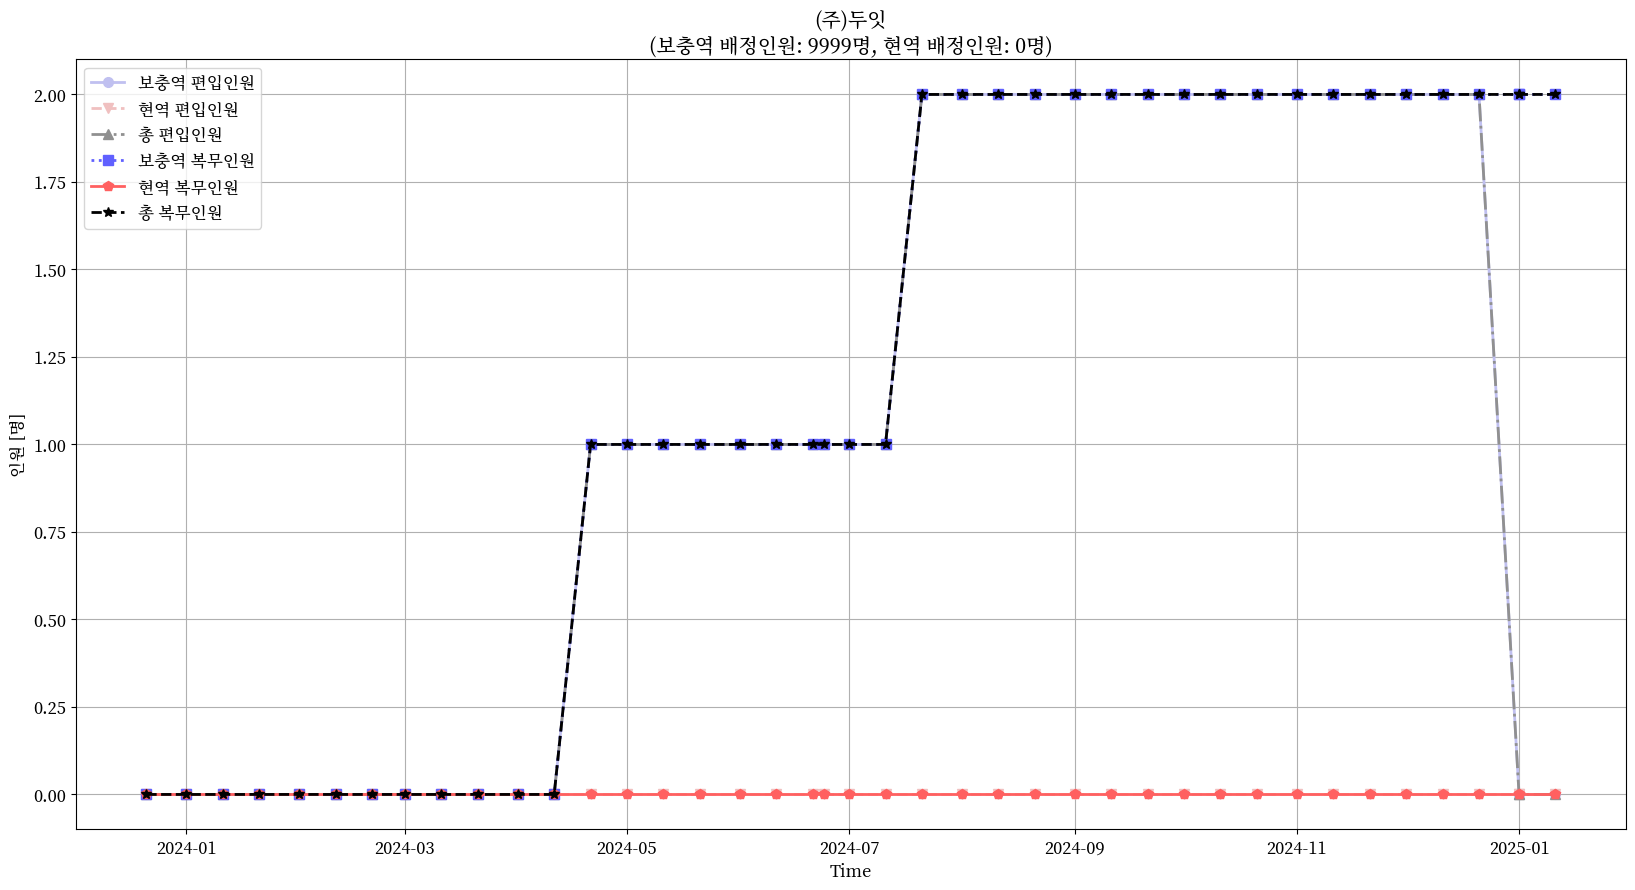 (주)두잇
(보충역 배정인원: 9999명, 현역 배정인원: 0명)
보충역 편입인원
현역 편입인원
총 편입인원
보충역 복무인원
현역 복무인원
총 복무인원
2.00
1.75
1.50
1.25
1.00
0.75
0.50
0.25
0.00
인원 [명]
2024-01
2024-03
2024-05
2024-07
2024-09
2024-11
2025-01
Time